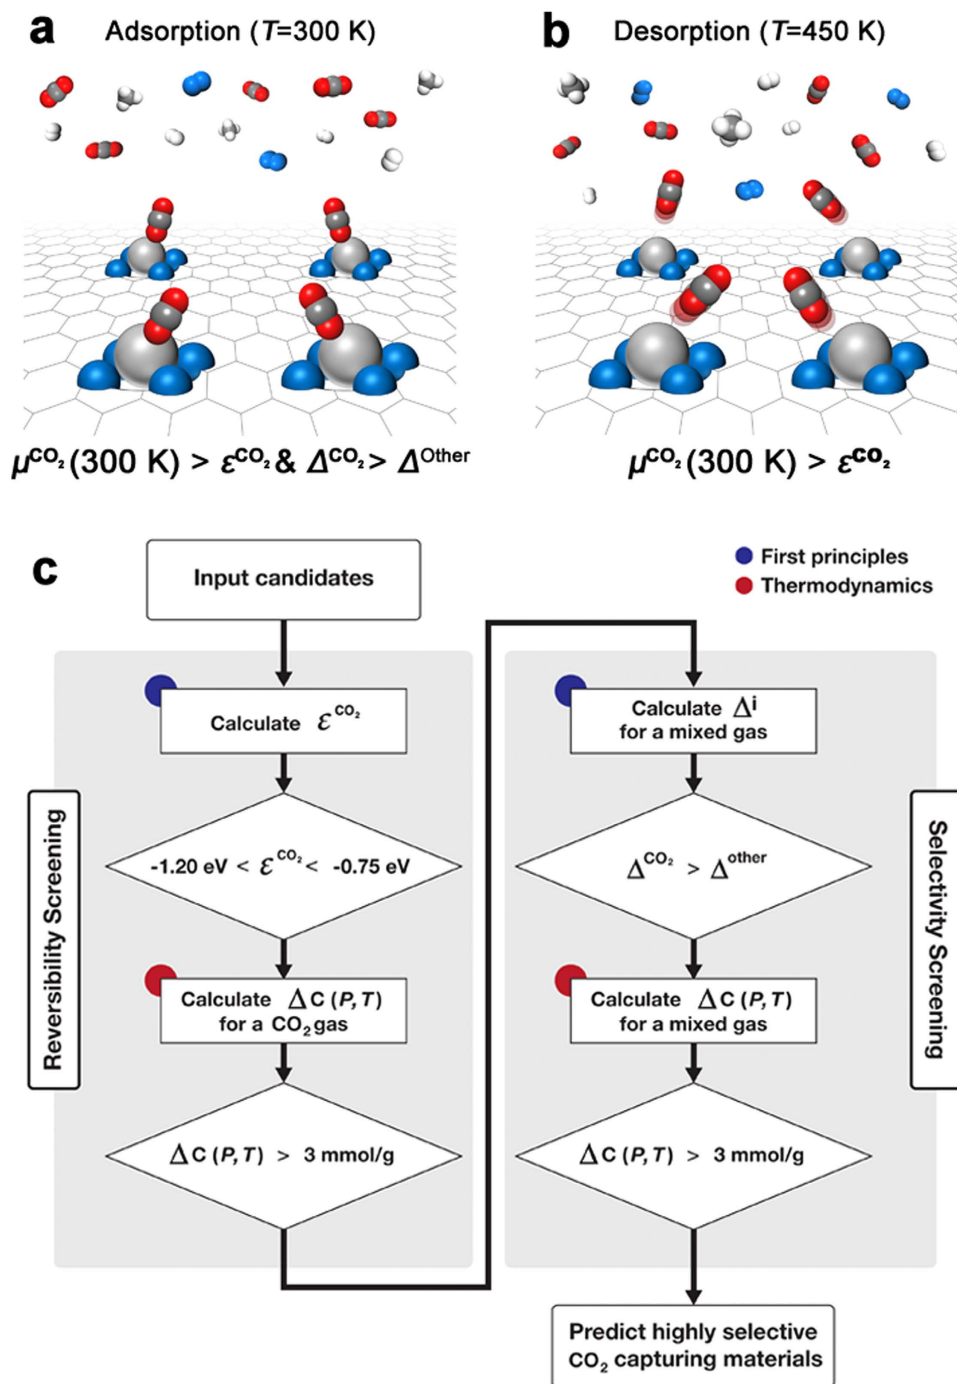 a Adsorption (T=300 K)
b Desorption (T=450 K)
μCO₂ (300 K) > εCO₂ & ΔCO₂ > ΔOther
μCO₂ (300 K) > εCO₂
c
Input candidates
First principles
Thermodynamics
Reversibility Screening
Calculate εCO₂
-1.20 eV < εCO₂ < -0.75 eV
Calculate ΔC (P, T)
for a CO₂ gas
ΔC (P, T) > 3 mmol/g
Selectivity Screening
Calculate Δi
for a mixed gas
ΔCO₂ > Δother
Calculate ΔC (P, T)
for a mixed gas
ΔC (P, T) > 3 mmol/g
Predict highly selective
CO₂ capturing materials